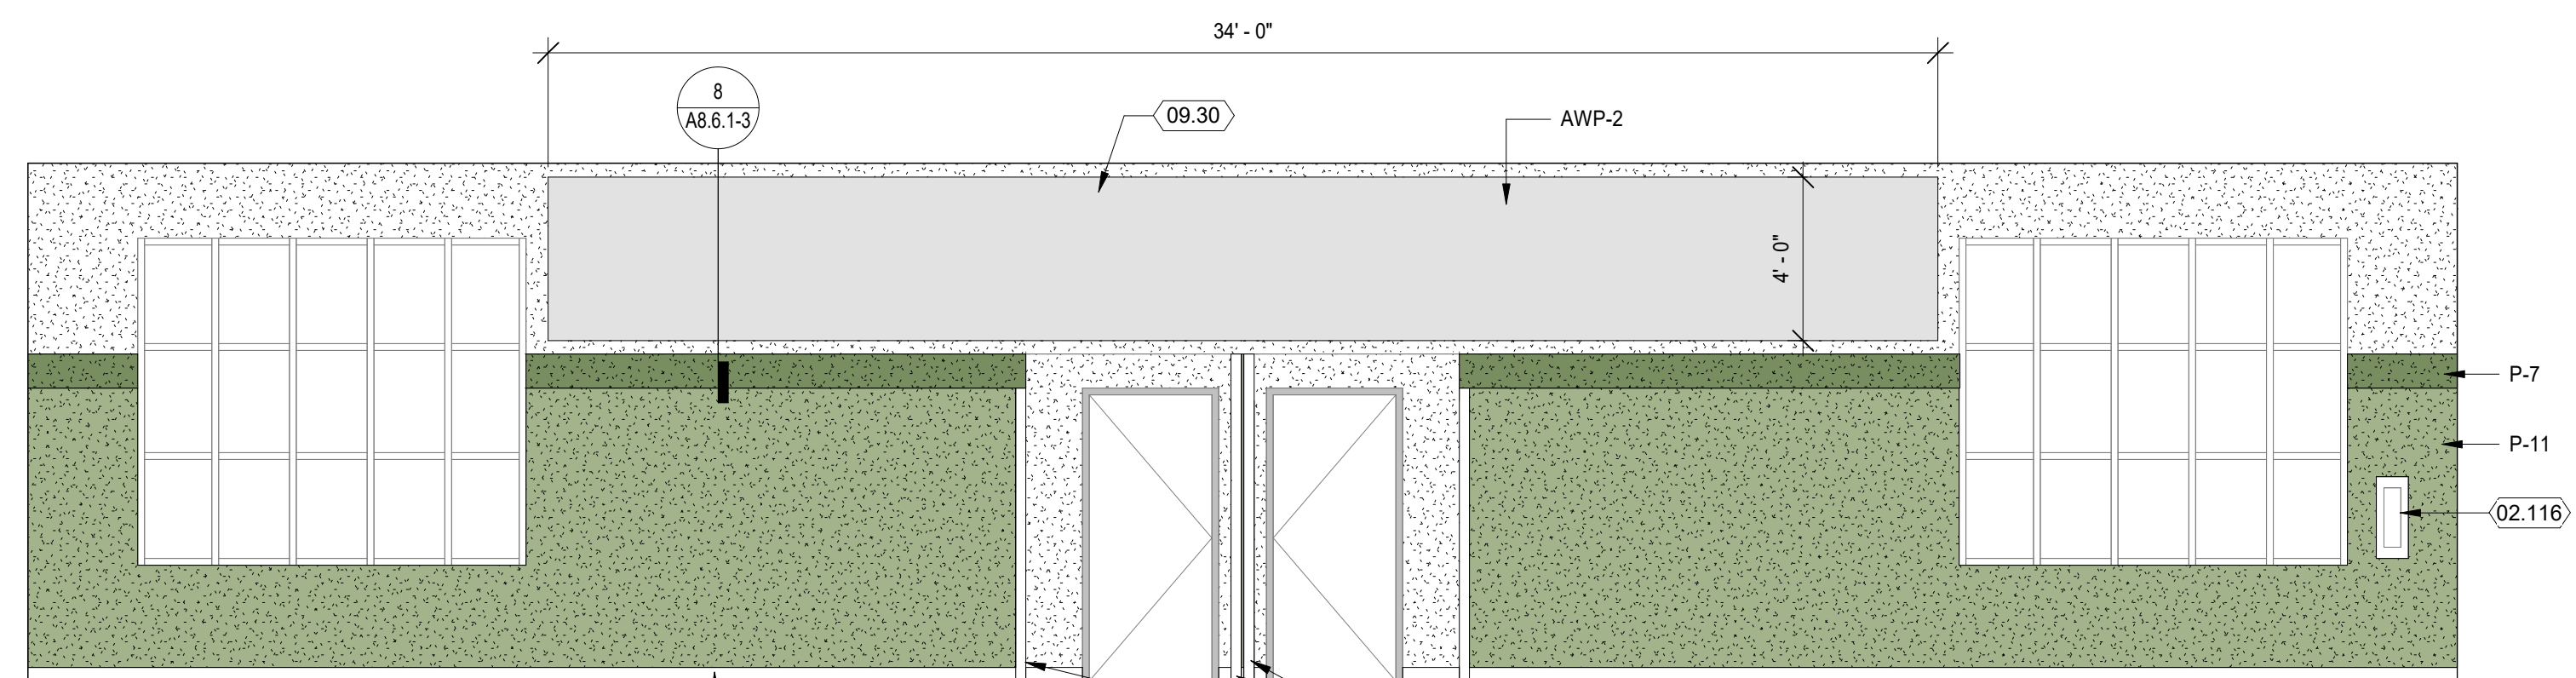 34' - 0"
8
A8.6.1-3
09.30
AWP-2
4' - 0"
P-7
P-11
02.116